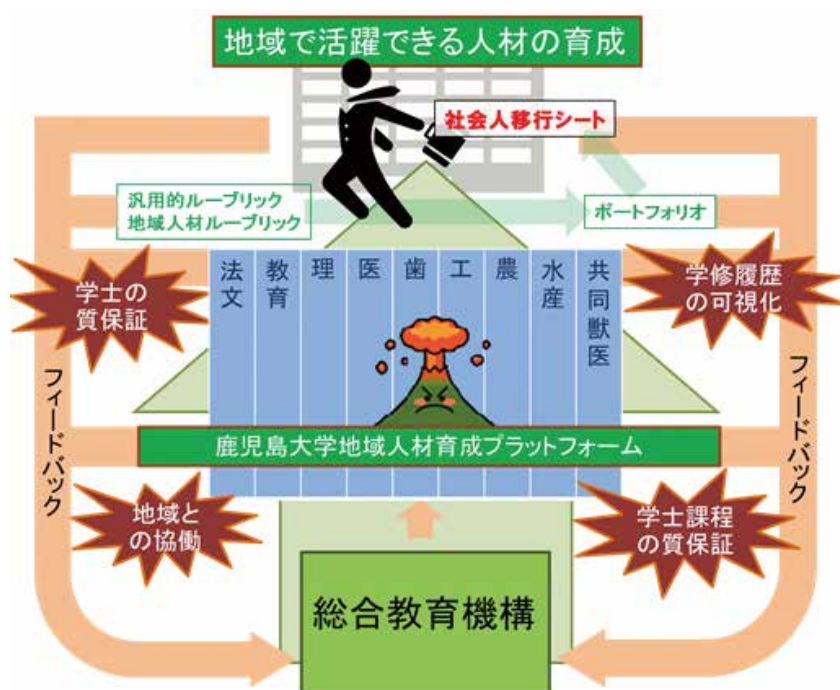 地域で活躍できる人材の育成
社会人移行シート
汎用的ルーブリック
地域人材ルーブリック
ポートフォリオ
学士の
質保証
学修履歴
の可視化
法文
教育
理
医
歯
工
農
水産
共同獣医
フィードバック
フィードバック
鹿児島大学地域人材育成プラットフォーム
地域と
の協働
学士課程
の質保証
総合教育機構